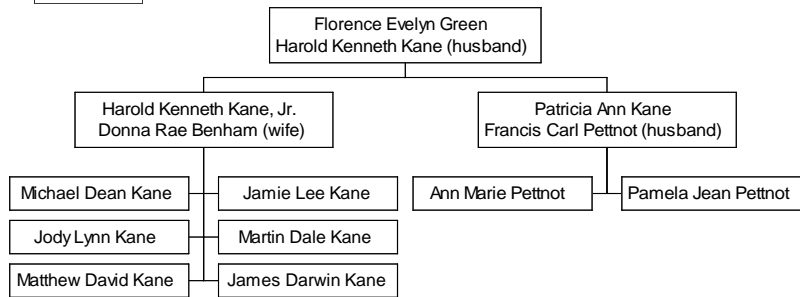 Florence Evelyn Green
Harold Kenneth Kane (husband)
Harold Kenneth Kane, Jr.
Donna Rae Benham (wife)
Patricia Ann Kane
Francis Carl Pettnot (husband)
Michael Dean Kane
Jamie Lee Kane
Ann Marie Pettnot
Pamela Jean Pettnot
Jody Lynn Kane
Martin Dale Kane
Matthew David Kane
James Darwin Kane